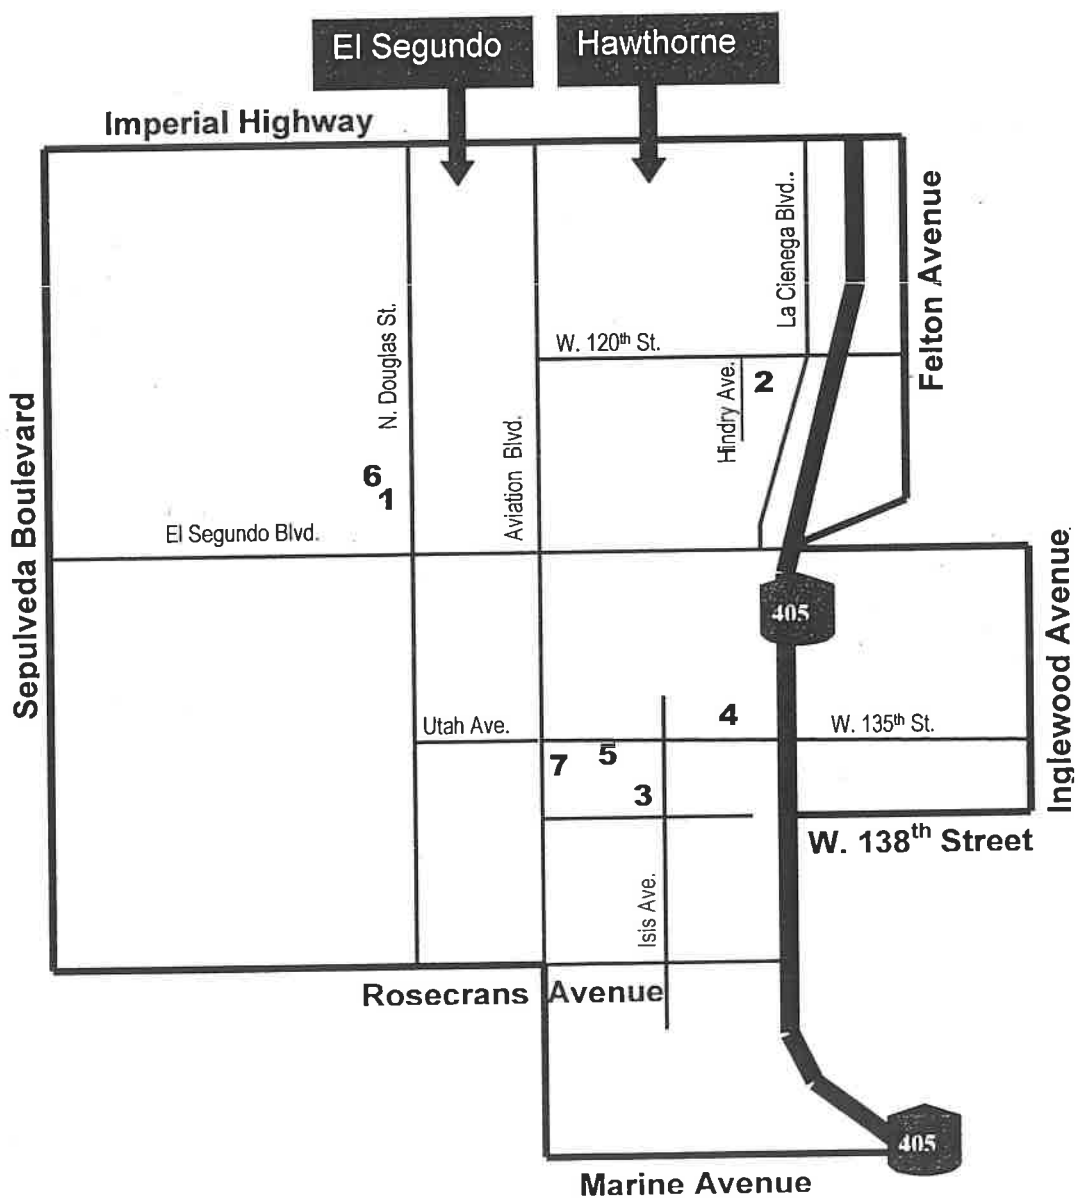 El Segundo
Hawthorne
Imperial Highway
La Cienega Blvd..
Felton Avenue
N. Douglas St.
W. 120th St.
Hindry Ave.
2
Sepulveda Boulevard
Aviation Blvd.
6
1
El Segundo Blvd.
Inglewood Avenue
405
Utah Ave.
4
W. 135th St.
7
5
3
W. 138th Street
Isis Ave.
Rosecrans Avenue
405
Marine Avenue